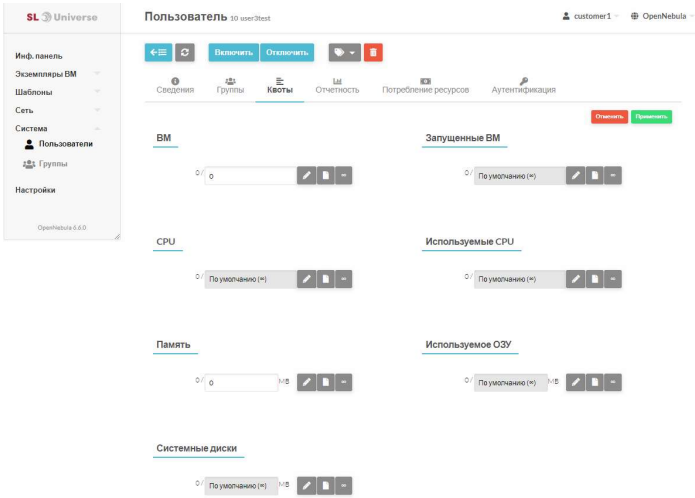 SL Universe
Пользователь 10 user3test
customer1
OpenNebula
Инф. панель
Экземпляры ВМ
Шаблоны
Сеть
Система
Пользователи
Группы
Настройки
OpenNebula 6.6.0
Включить Отключить
Сведения Группы Квоты Отчетность Потребление ресурсов Аутентификация
Отменить Применить
ВМ Запущенные ВМ
0 / 0 0 / По умолчанию (∞) ∞
CPU Используемые CPU
0 / По умолчанию (∞) ∞ 0 / По умолчанию (∞) ∞
Память Используемое ОЗУ
0 / 0 MB ∞ 0 / По умолчанию (∞) MB ∞
Системные диски
0 / По умолчанию (∞) MB ∞